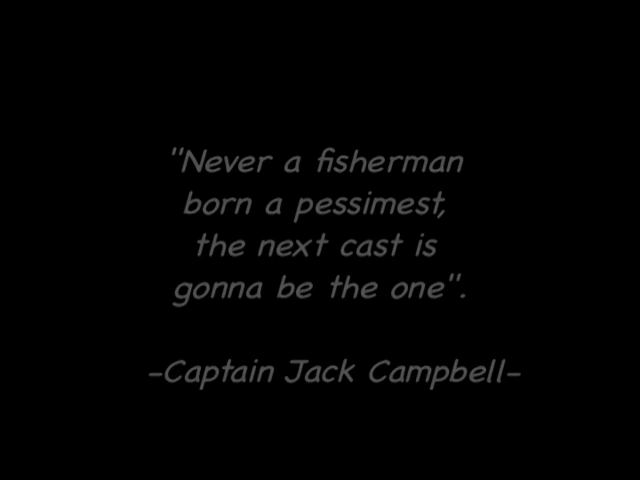 "Never a fisherman
born a pessimest,
the next cast is
gonna be the one".
-Captain Jack Campbell-